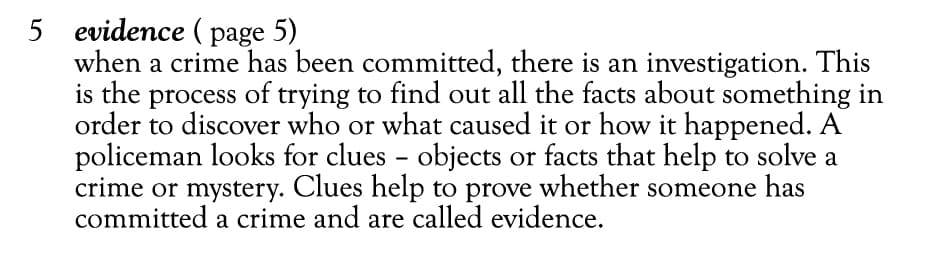 5 evidence ( page 5)
when a crime has been committed, there is an investigation. This
is the process of trying to find out all the facts about something in
order to discover who or what caused it or how it happened. A
policeman looks for clues – objects or facts that help to solve a
crime or mystery. Clues help to prove whether someone has
committed a crime and are called evidence.